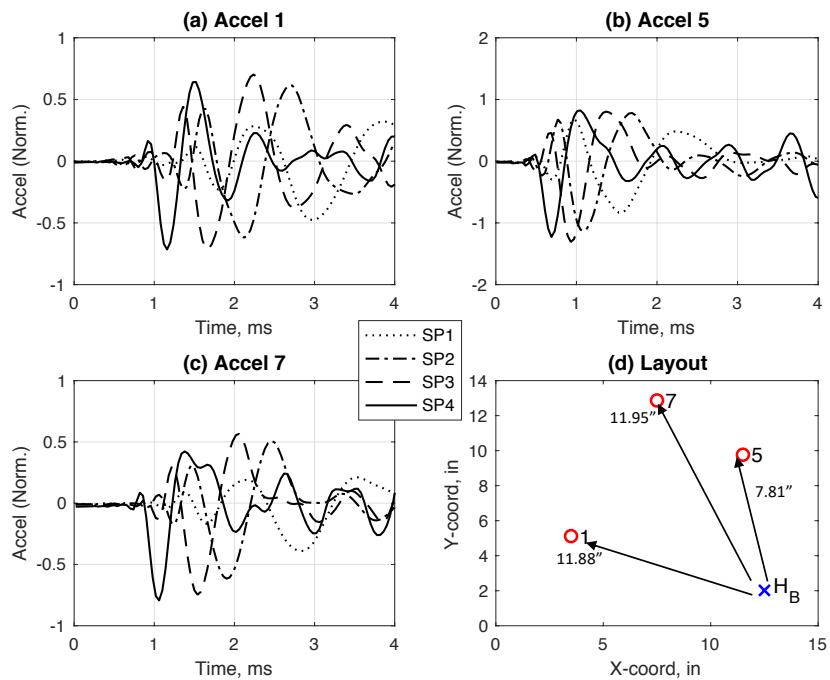 (a) Accel 1
1
0.5
0
-0.5
-1
Accel (Norm.)
0 1 2 3 4
Time, ms
(b) Accel 5
2
1
0
-1
-2
Accel (Norm.)
0 1 2 3 4
Time, ms
SP1
SP2
SP3
SP4
(c) Accel 7
1
0.5
0
-0.5
-1
Accel (Norm.)
0 1 2 3 4
Time, ms
(d) Layout
14
12
10
8
6
4
2
0
Y-coord, in
7
11.95”
5
7.81”
1
11.88”
H_B
0 5 10 15
X-coord, in